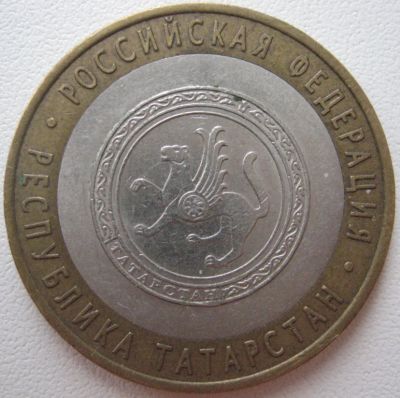 РОССИЙСКАЯ ФЕДЕРАЦИЯ
РЕСПУБЛИКА ТАТАРСТАН
ТАТАРСТАН